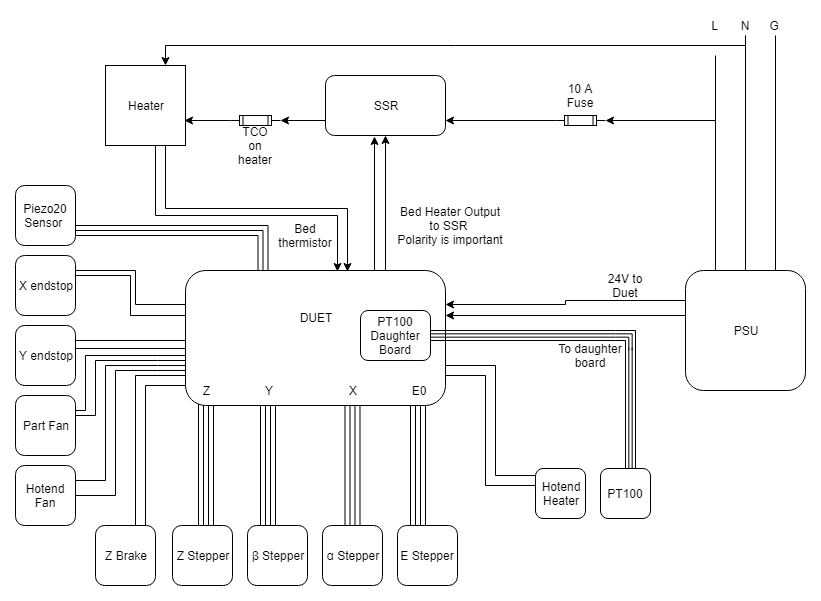 L N G
10 A
Fuse
Heater
SSR
TCO
on
heater
Piezo20
Sensor
Bed
thermistor
Bed Heater Output
to SSR
Polarity is important
X endstop
24V to
Duet
DUET
PT100
Daughter
Board
PSU
Y endstop
To daughter
board
Z Y X E0
Part Fan
Hotend
Fan
Hotend
Heater
PT100
Z Brake
Z Stepper
β Stepper
α Stepper
E Stepper